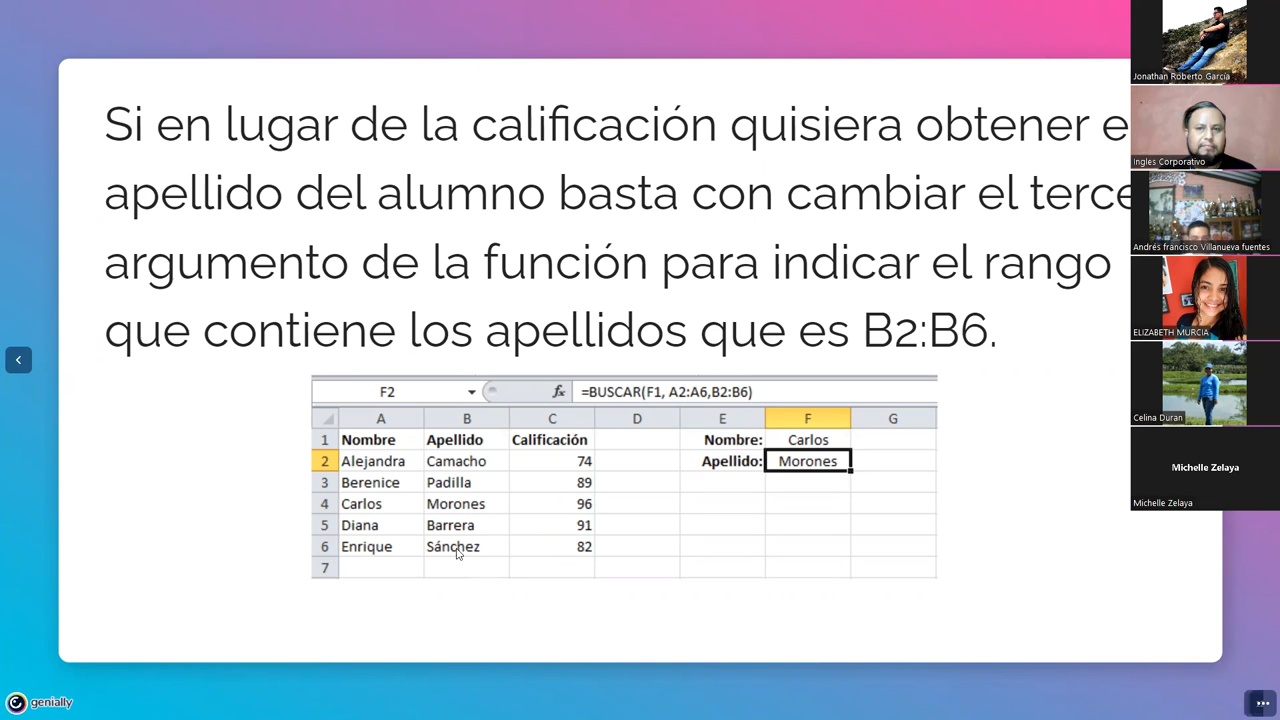 Si en lugar de la calificación quisiera obtener e
apellido del alumno basta con cambiar el terce
argumento de la función para indicar el rango
que contiene los apellidos que es B2:B6.
F2 fx =BUSCAR(F1, A2:A6,B2:B6)
A B C D E F G
1 Nombre Apellido Calificación Nombre: Carlos
2 Alejandra Camacho 74 Apellido: Morones
3 Berenice Padilla 89
4 Carlos Morones 96
5 Diana Barrera 91
6 Enrique Sánchez 82
7
Jonathan Roberto García
Ingles Corporativo
Andrés francisco Villanueva fuentes
ELIZABETH MURCIA
Celina Duran
Michelle Zelaya
Michelle Zelaya
genially